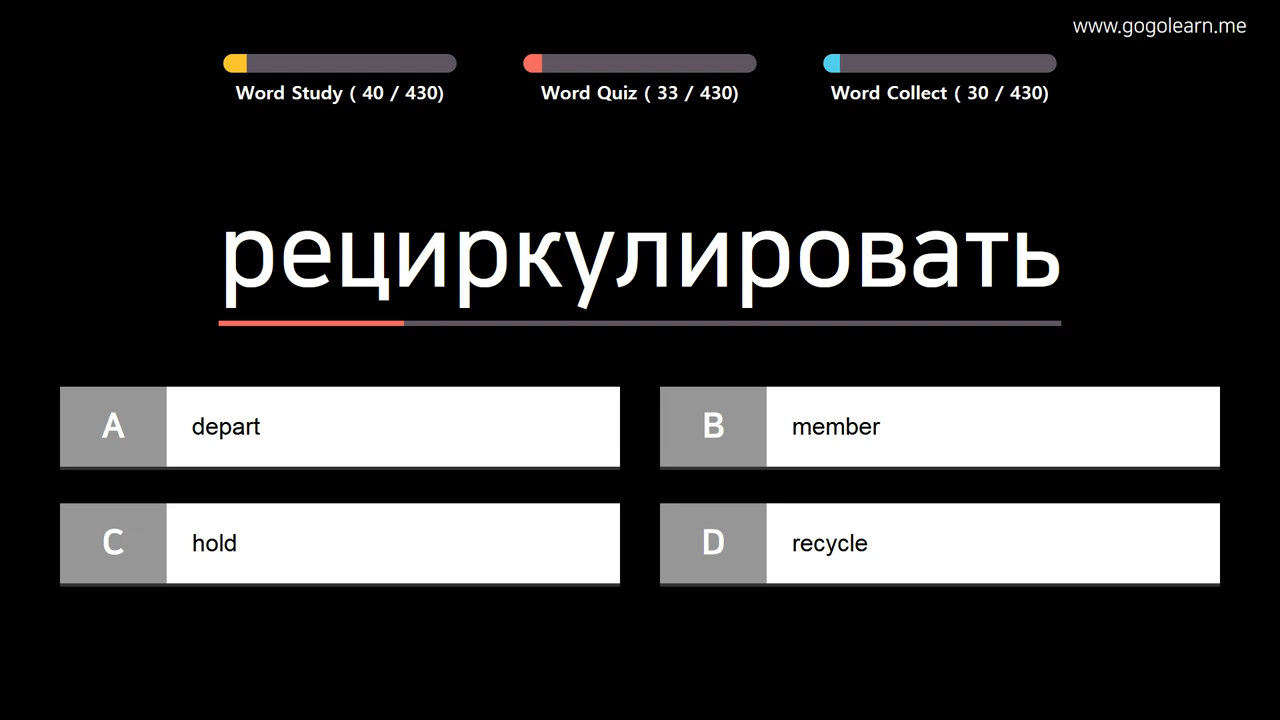 www.gogolearn.me
Word Study ( 40 / 430)
Word Quiz ( 33 / 430)
Word Collect ( 30 / 430)
рециркулировать
A depart
B member
C hold
D recycle